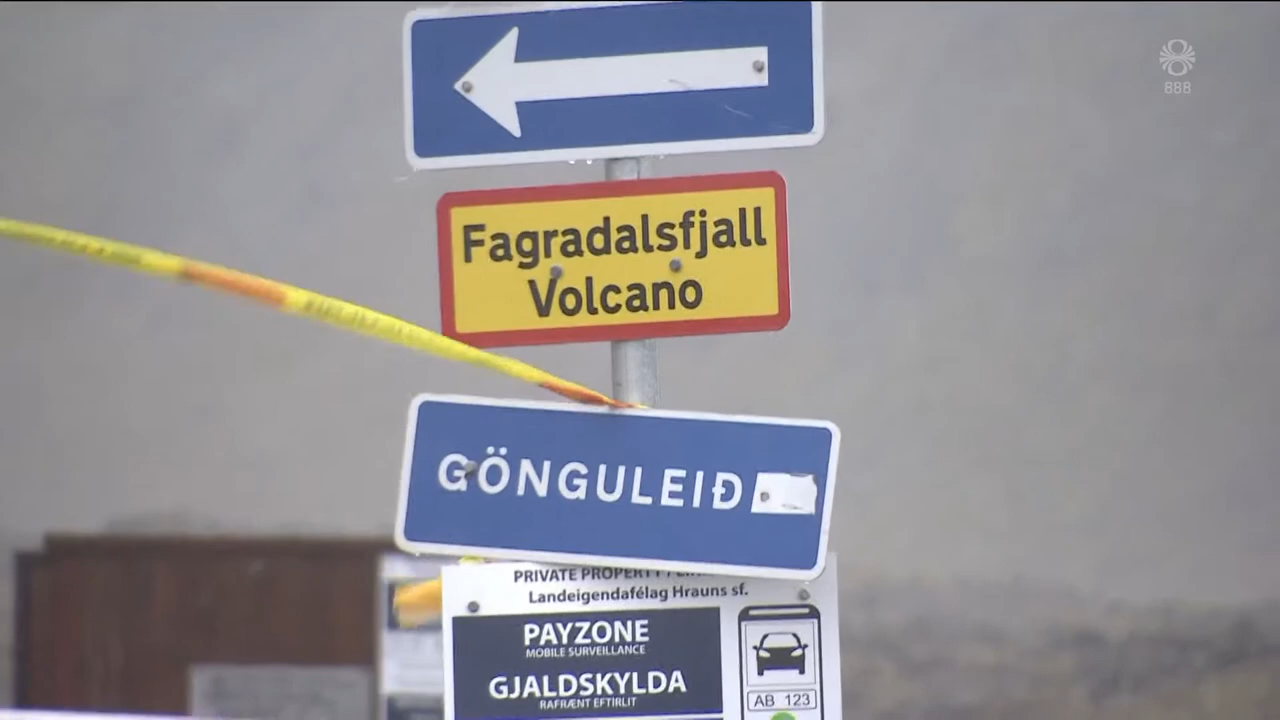 888
Fagradalsfjall
Volcano
GÖNGULEIÐ
PRIVATE PROPERTY /
Landeigendafélag Hrauns sf.
PAYZONE
MOBILE SURVEILLANCE
GJALDSKYLDA
RAFRÆNT EFTIRLIT
AB 123